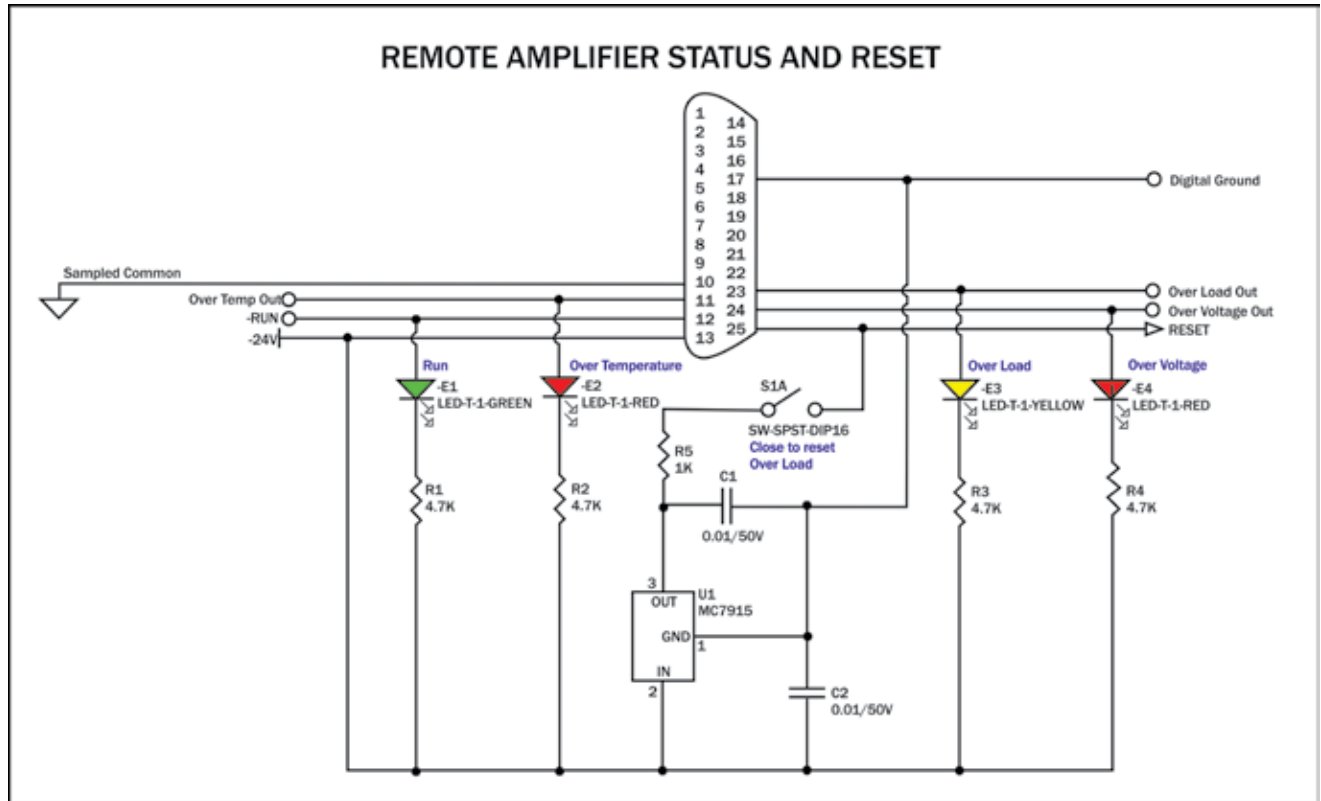 REMOTE AMPLIFIER STATUS AND RESET
1
14
2
15
3
16
4
17
5
18
6
19
7
20
8
21
9
22
10
23
11
24
12
25
13
Digital Ground
Sampled Common
Over Temp Out
-RUN
-24V
Over Load Out
Over Voltage Out
RESET
Run
-E1
LED-T-1-GREEN
Over Temperature
-E2
LED-T-1-RED
S1A
SW-SPST-DIP16
Close to reset
Over Load
Over Load
-E3
LED-T-1-YELLOW
Over Voltage
-E4
LED-T-1-RED
R1
4.7K
R2
4.7K
R5
1K
C1
0.01/50V
R3
4.7K
R4
4.7K
3
OUT
U1
MC7915
GND
1
IN
2
C2
0.01/50V